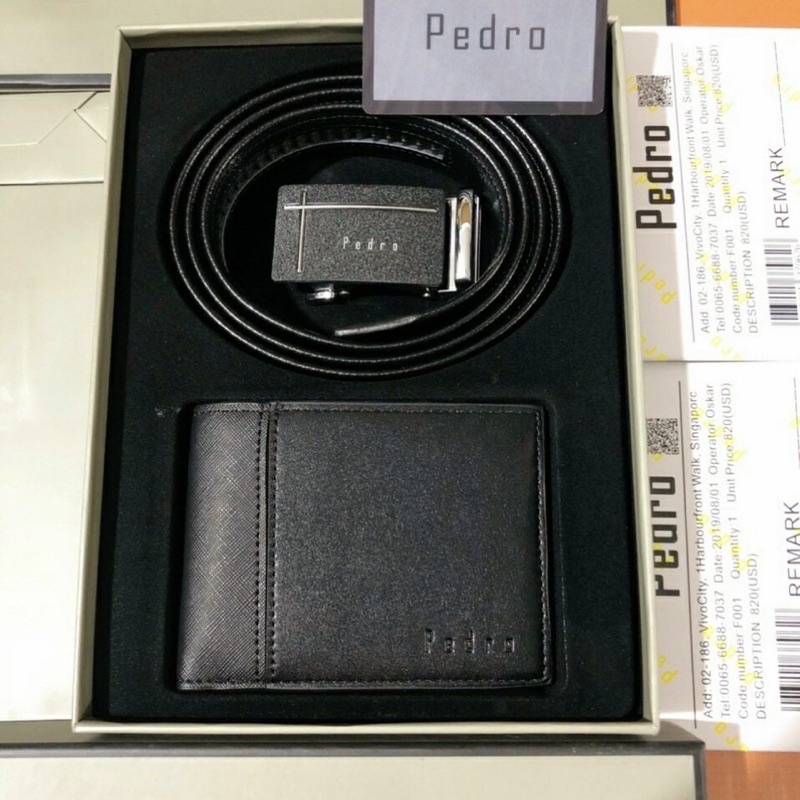 Pedro
Pedro
Pedro
Pedro
Add: 02-186, VivoCity, 1Harbourfront Walk, Singaporc
Tel 0065-6688-7037 Date 2019/08/01 Operator Oskar
Code number F001 Quantity 1 Unit Price:820(USD)
DESCRIPTION 820(USD)
REMARK
Pedro
Add: 02-186, VivoCity, 1Harbourfront Walk, Singaporc
Tel 0065-6688-7037 Date 2019/08/01 Operator Oskar
Code number F001 Quantity 1 Unit Price:820(USD)
DESCRIPTION 820(USD)
REMARK